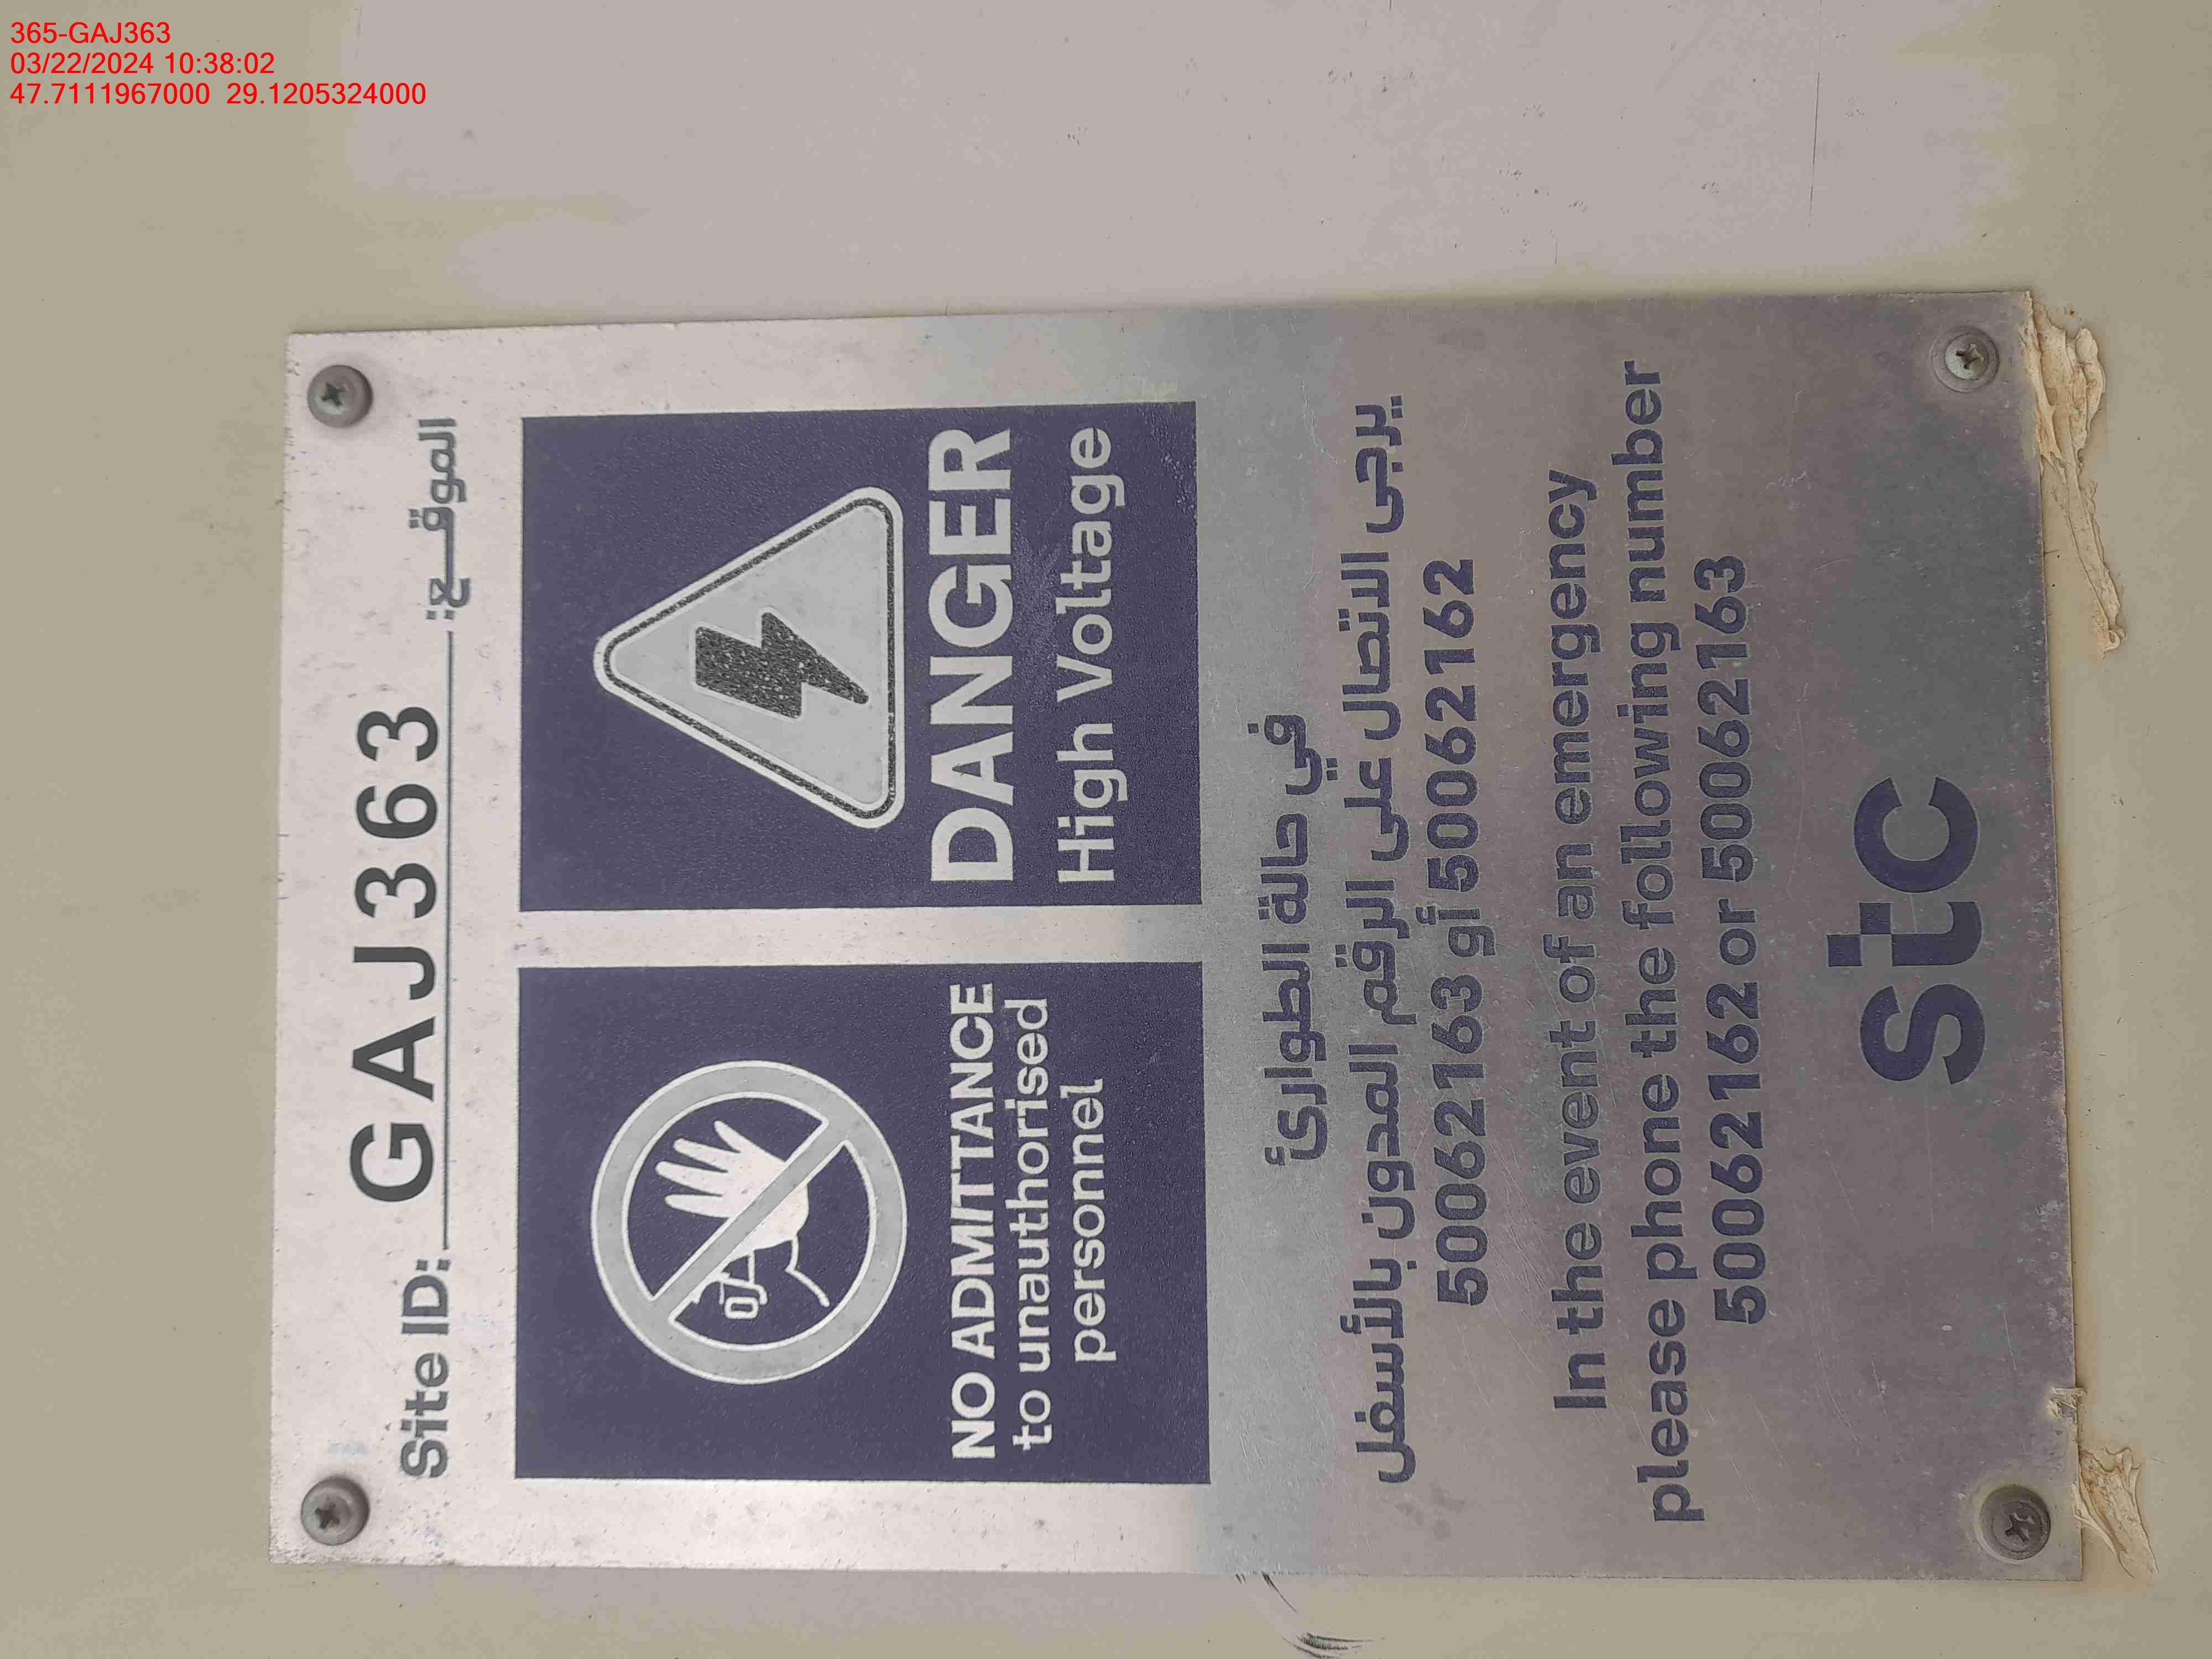 365-GAJ363
03/22/2024 10:38:02
47.7111967000 29.1205324000
Site ID: GAJ363 الموقـــع:
NO ADMITTANCE
to unauthorised
personnel
DANGER
High Voltage
في حالة الطوارئ
يرجى الاتصال على الرقم المدون بالأسفل
50062162 أو 50062163
In the event of an emergency
please phone the following number
50062162 or 50062163
stc